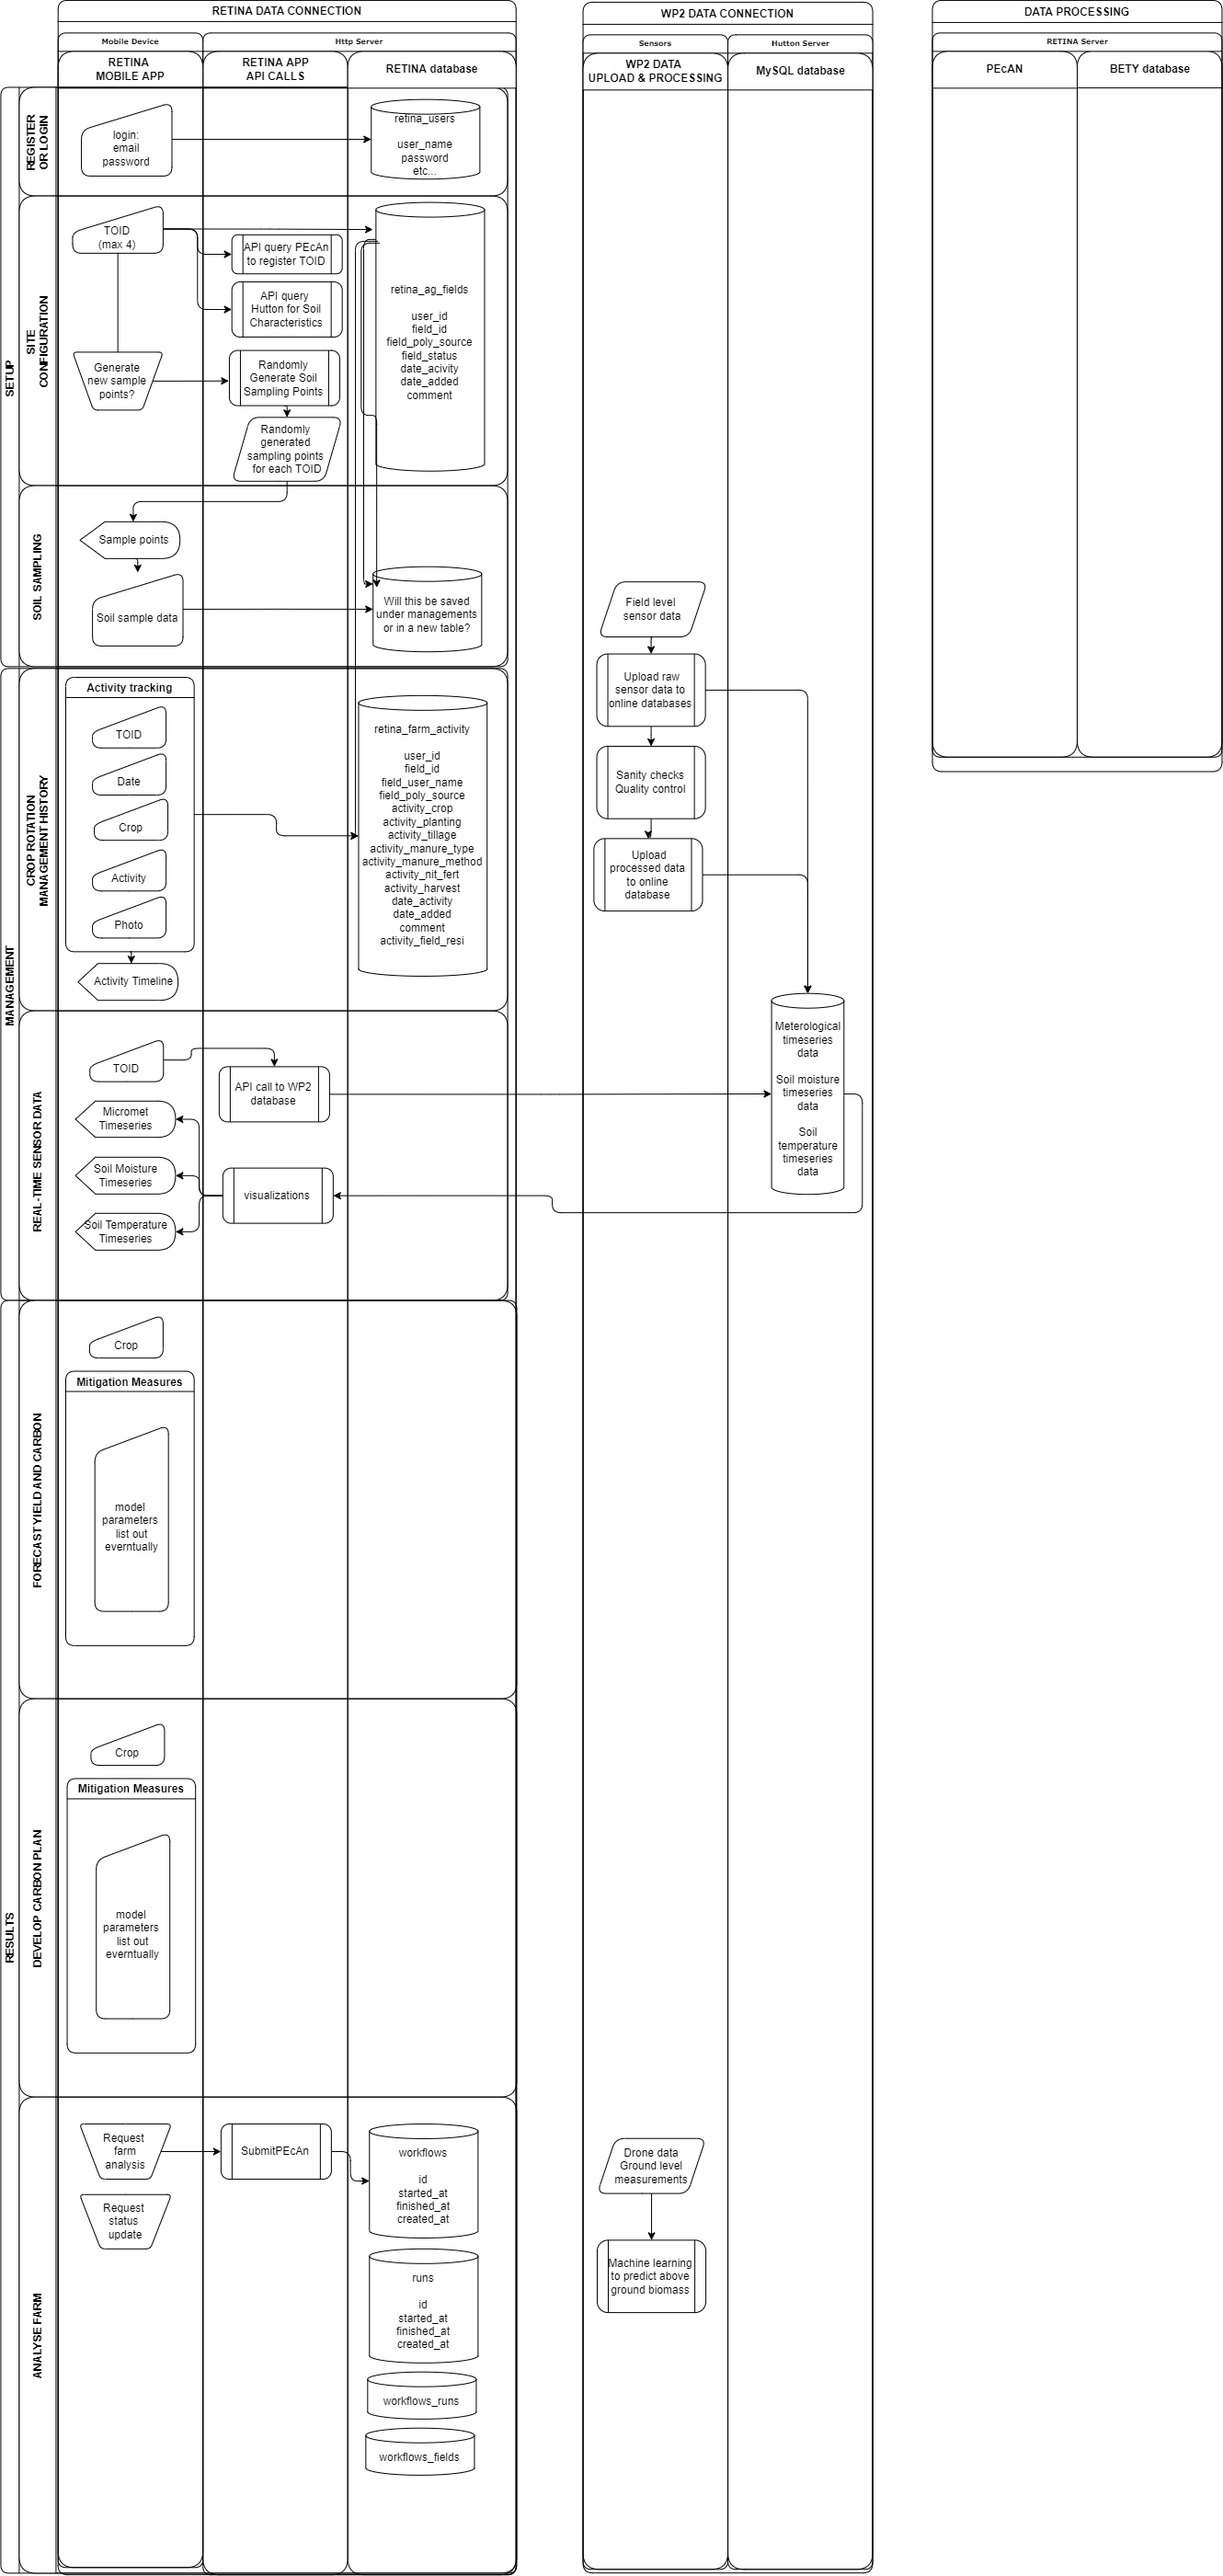 RETINA DATA CONNECTION
WP2 DATA CONNECTION
DATA PROCESSING
Mobile Device
Http Server
Sensors
Hutton Server
RETINA Server
RETINA
MOBILE APP
RETINA APP
API CALLS
RETINA database
WP2 DATA
UPLOAD & PROCESSING
MySQL database
PEcAN
BETY database
SETUP
REGISTER
OR LOGIN
login:
email
password
retina_users
user_name
password
etc...
SITE
CONFIGURATION
TOID
(max 4)
API query PEcAn
to register TOID
API query
Hutton for Soil
Characteristics
Generate
new sample
points?
Randomly
Generate Soil
Sampling Points
Randomly
generated
sampling points
for each TOID
retina_ag_fields
user_id
field_id
field_poly_source
field_status
date_acivity
date_added
comment
SOIL SAMPLING
Sample points
Soil sample data
Will this be saved
under managements
or in a new table?
Field level
sensor data
Upload raw
sensor data to
online databases
Sanity checks
Quality control
Upload
processed data
to online
database
MANAGEMENT
CROP ROTATION
MANAGEMENT HISTORY
Activity tracking
TOID
Date
Crop
Activity
Photo
Activity Timeline
retina_farm_activity
user_id
field_id
field_user_name
field_poly_source
activity_crop
activity_planting
activity_tillage
activity_manure_type
activity_manure_method
activity_nit_fert
activity_harvest
date_activity
date_added
comment
activity_field_resi
REAL-TIME SENSOR DATA
TOID
API call to WP2
database
Micromet
Timeseries
Soil Moisture
Timeseries
Soil Temperature
Timeseries
visualizations
Meterological
timeseries
data
Soil moisture
timeseries
data
Soil
temperature
timeseries
data
RESULTS
FORECAST YIELD AND CARBON
Crop
Mitigation Measures
model
parameters
list out
everntually
DEVELOP CARBON PLAN
Crop
Mitigation Measures
model
parameters
list out
everntually
ANALYSE FARM
Request
farm
analysis
SubmitPEcAn
Request
status
update
workflows
id
started_at
finished_at
created_at
runs
id
started_at
finished_at
created_at
workflows_runs
workflows_fields
Drone data
Ground level
measurements
Machine learning
to predict above
ground biomass